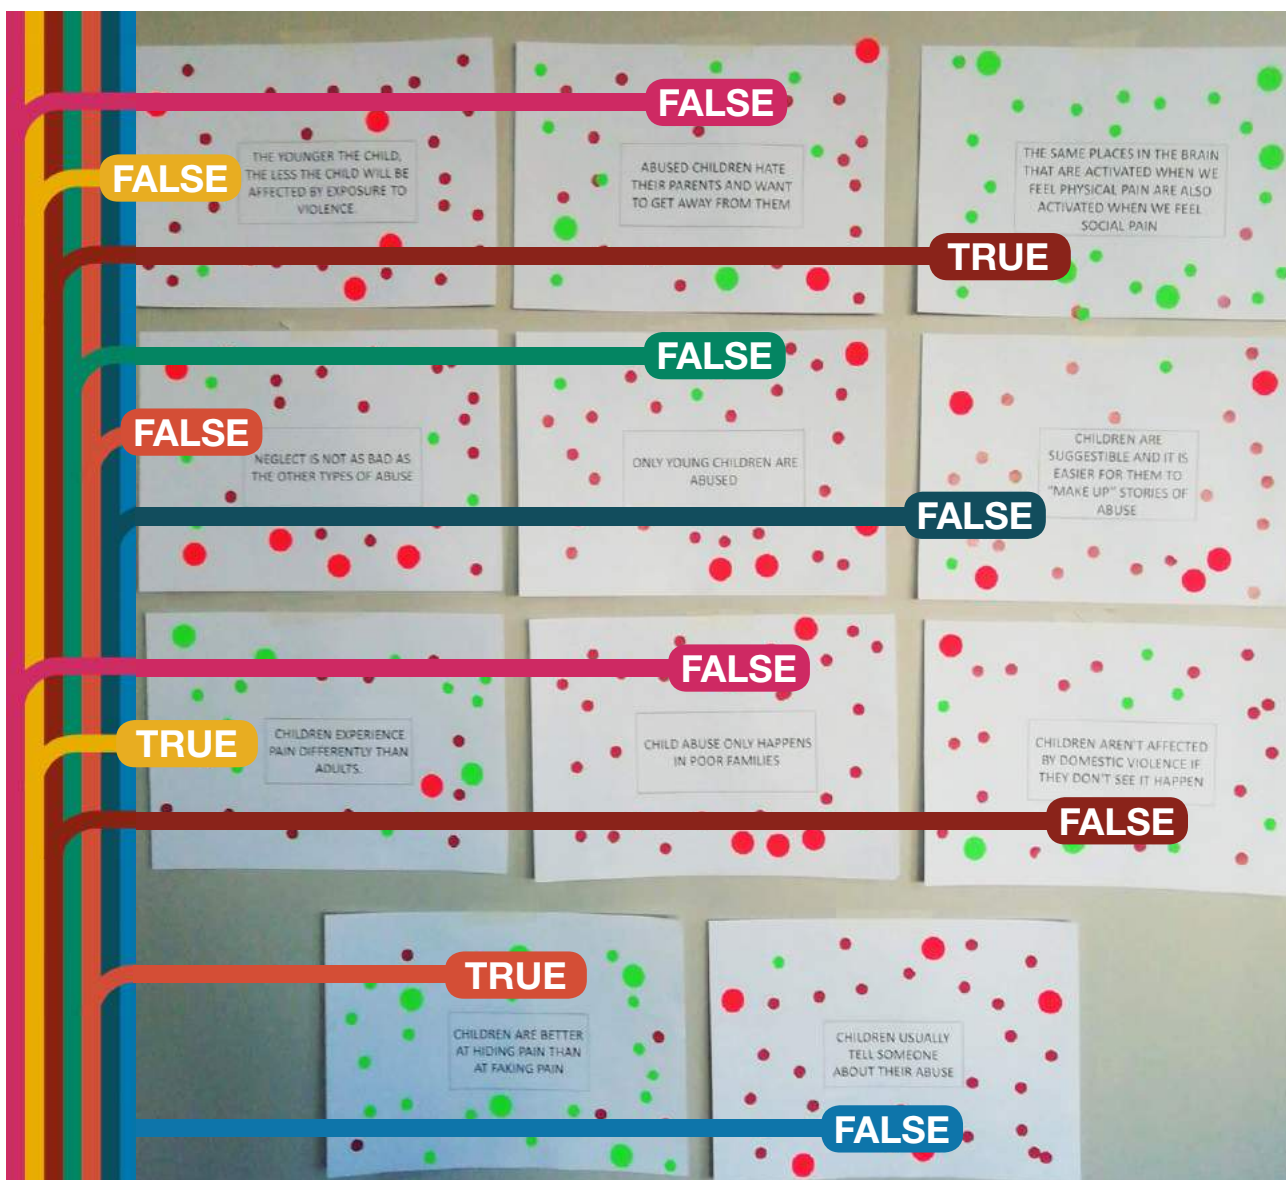 FALSE
THE YOUNGER THE CHILD,
THE LESS THE CHILD WILL BE
AFFECTED BY EXPOSURE TO
VIOLENCE.
FALSE
ABUSED CHILDREN HATE
THEIR PARENTS AND WANT
TO GET AWAY FROM THEM
THE SAME PLACES IN THE BRAIN
THAT ARE ACTIVATED WHEN WE
FEEL PHYSICAL PAIN ARE ALSO
ACTIVATED WHEN WE FEEL
SOCIAL PAIN
TRUE
FALSE
NEGLECT IS NOT AS BAD AS
THE OTHER TYPES OF ABUSE
FALSE
ONLY YOUNG CHILDREN ARE
ABUSED
CHILDREN ARE
SUGGESTIBLE AND IT IS
EASIER FOR THEM TO
"MAKE UP" STORIES OF
ABUSE
FALSE
TRUE
CHILDREN EXPERIENCE
PAIN DIFFERENTLY THAN
ADULTS.
FALSE
CHILD ABUSE ONLY HAPPENS
IN POOR FAMILIES
CHILDREN AREN'T AFFECTED
BY DOMESTIC VIOLENCE IF
THEY DON'T SEE IT HAPPEN
FALSE
TRUE
CHILDREN ARE BETTER
AT HIDING PAIN THAN
AT FAKING PAIN
CHILDREN USUALLY
TELL SOMEONE
ABOUT THEIR ABUSE
FALSE